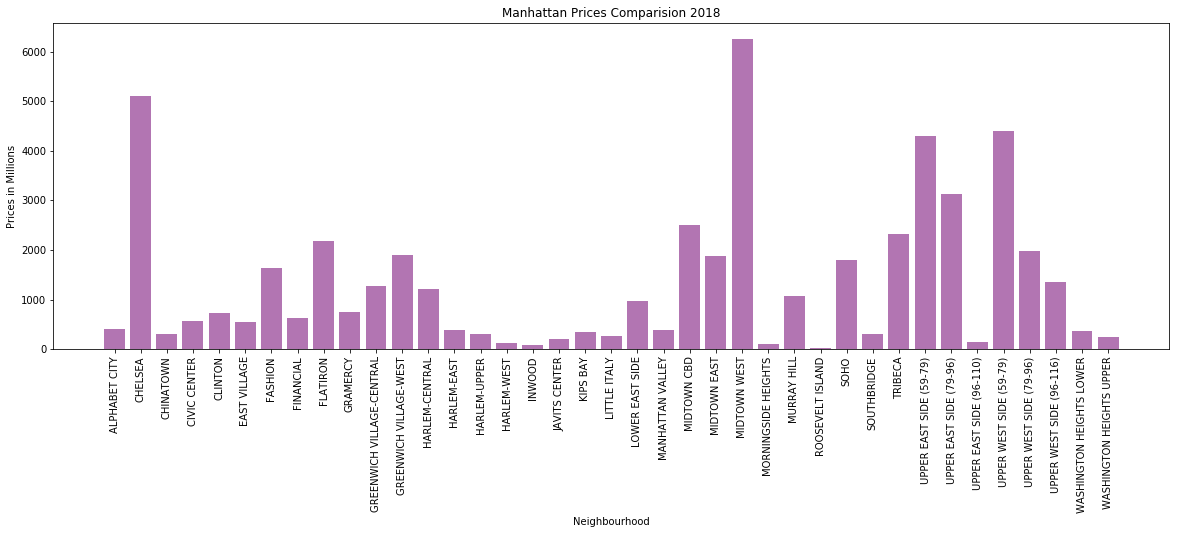 Manhattan Prices Comparision 2018
Prices in Millions
6000
5000
4000
3000
2000
1000
0
ALPHABET CITY
CHELSEA
CHINATOWN
CIVIC CENTER
CLINTON
EAST VILLAGE
FASHION
FINANCIAL
FLATIRON
GRAMERCY
GREENWICH VILLAGE-CENTRAL
GREENWICH VILLAGE-WEST
HARLEM-CENTRAL
HARLEM-EAST
HARLEM-UPPER
HARLEM-WEST
INWOOD
JAVITS CENTER
KIPS BAY
LITTLE ITALY
LOWER EAST SIDE
MANHATTAN VALLEY
MIDTOWN CBD
MIDTOWN EAST
MIDTOWN WEST
MORNINGSIDE HEIGHTS
MURRAY HILL
ROOSEVELT ISLAND
SOHO
SOUTHBRIDGE
TRIBECA
UPPER EAST SIDE (59-79)
UPPER EAST SIDE (79-96)
UPPER EAST SIDE (96-110)
UPPER WEST SIDE (59-79)
UPPER WEST SIDE (79-96)
UPPER WEST SIDE (96-116)
WASHINGTON HEIGHTS LOWER
WASHINGTON HEIGHTS UPPER
Neighbourhood